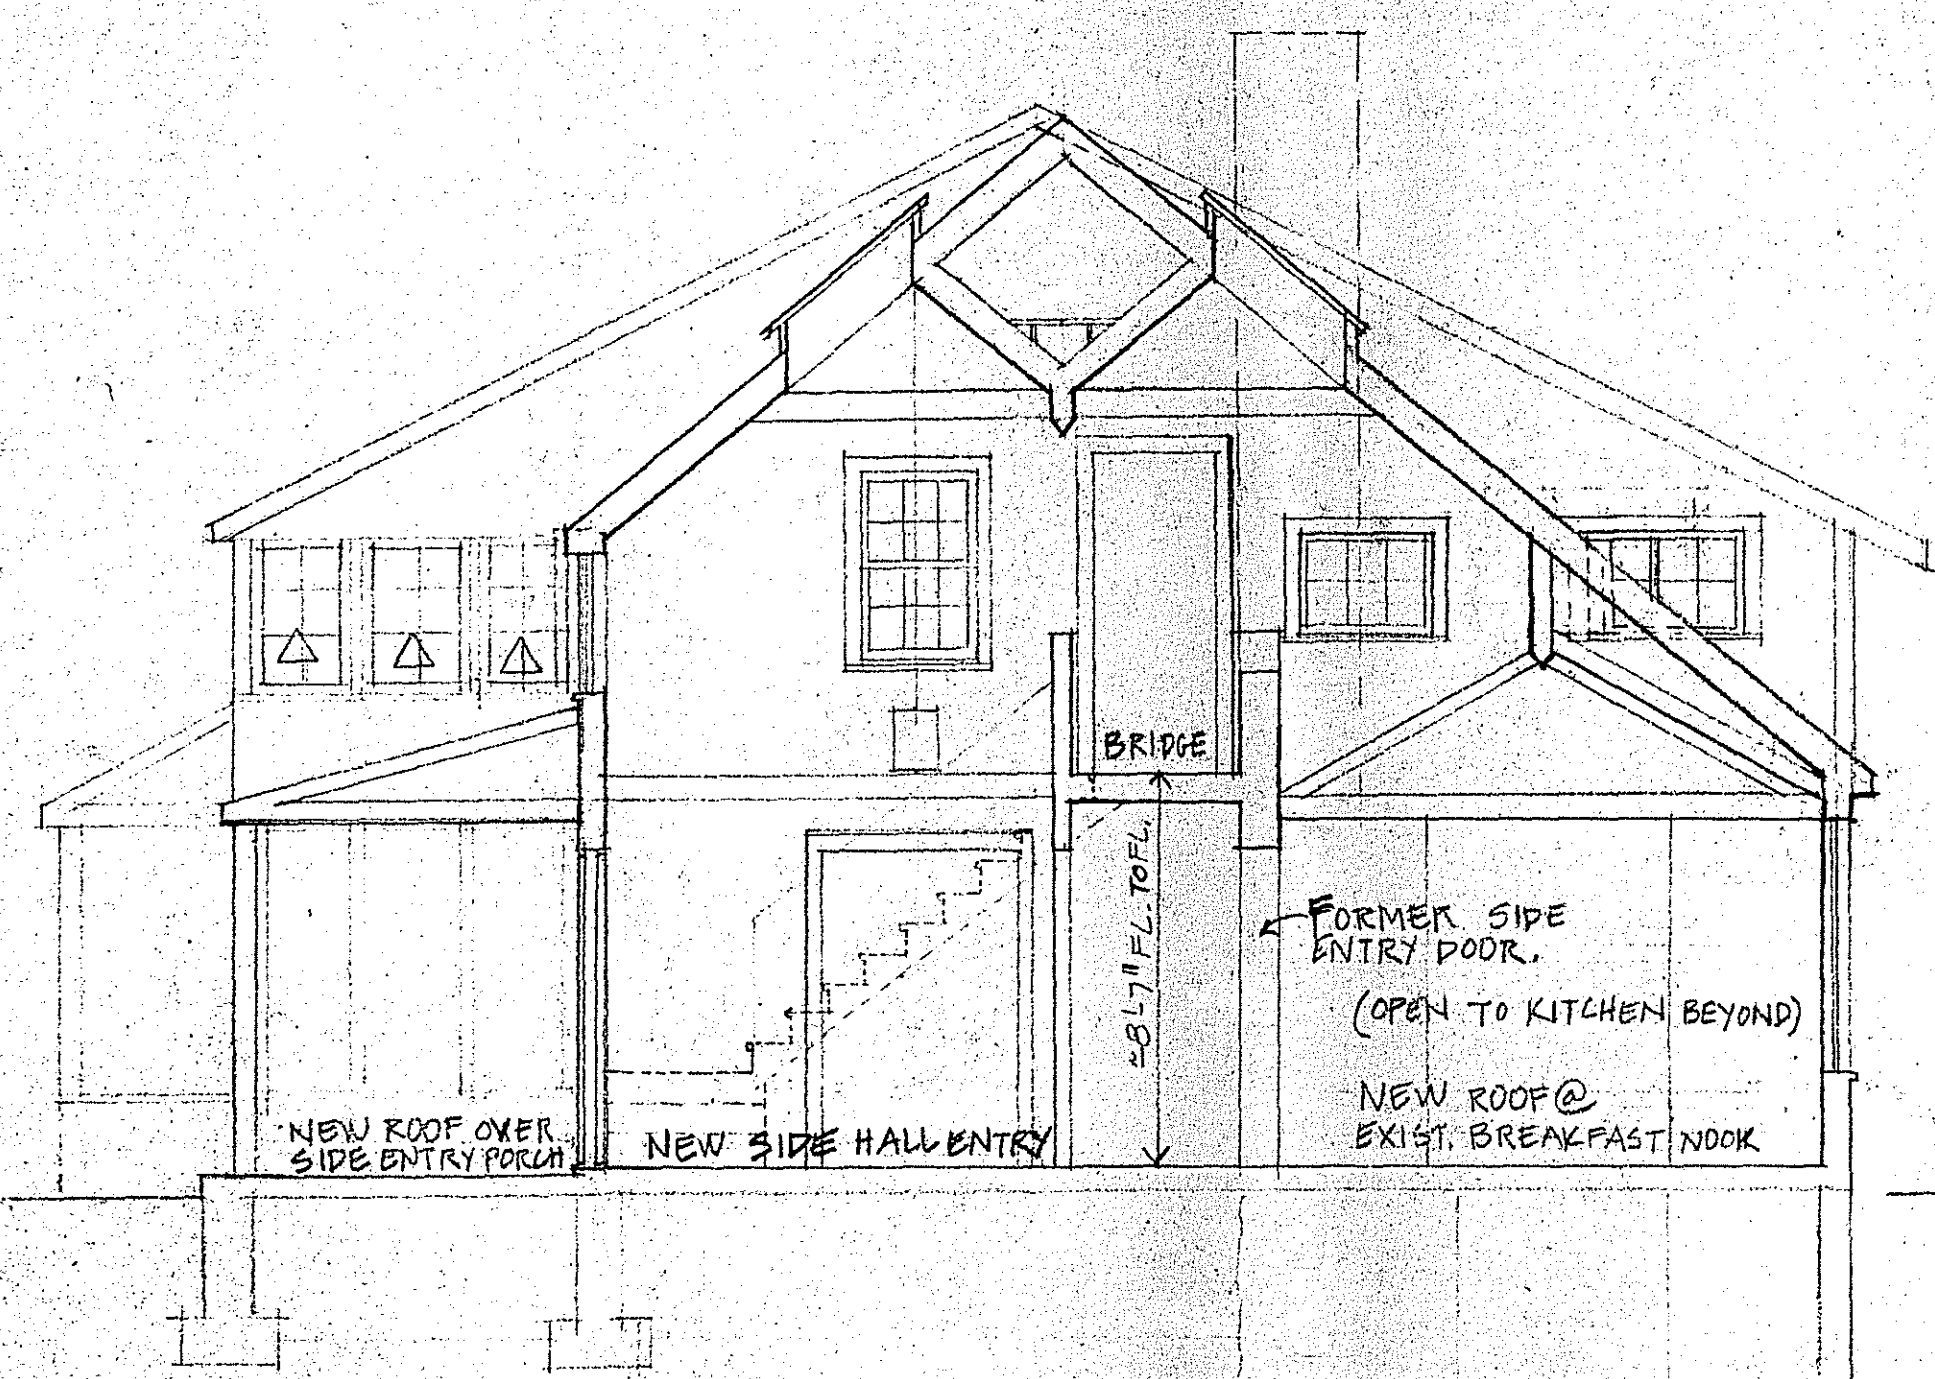 BRIDGE
~8'-7" FL. TO FL.
FORMER SIDE
ENTRY DOOR.
(OPEN TO KITCHEN BEYOND)
NEW ROOF @
EXIST. BREAKFAST NOOK
NEW ROOF OVER
SIDE ENTRY PORCH
NEW SIDE HALL ENTRY